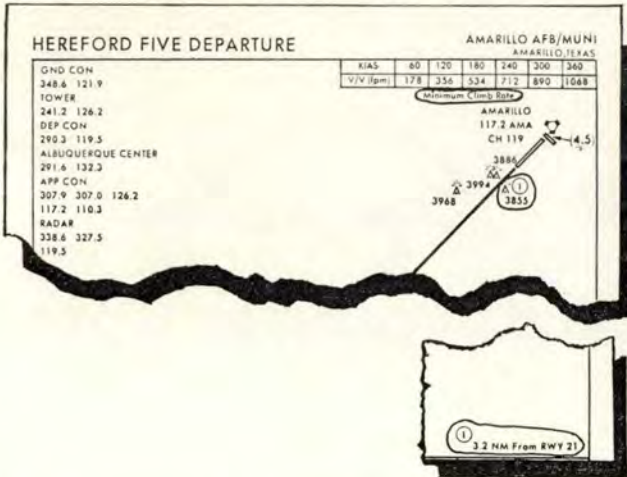 HEREFORD FIVE DEPARTURE
AMARILLO AFB/MUNI
AMARILLO, TEXAS
GND CON
348.6 121.9
TOWER
241.2 126.2
DEP CON
290.3 119.5
ALBUQUERQUE CENTER
291.6 132.3
APP CON
307.9 307.0 126.2
117.2 110.3
RADAR
338.6 327.5
119.5
KIAS 60 120 180 240 300 360
V/V (fpm) 178 356 534 712 890 1068
Minimum Climb Rate
AMARILLO
117.2 AMA
CH 119
(4.5)
3886
3994 1
3968 3855
1
3.2 NM From RWY 21